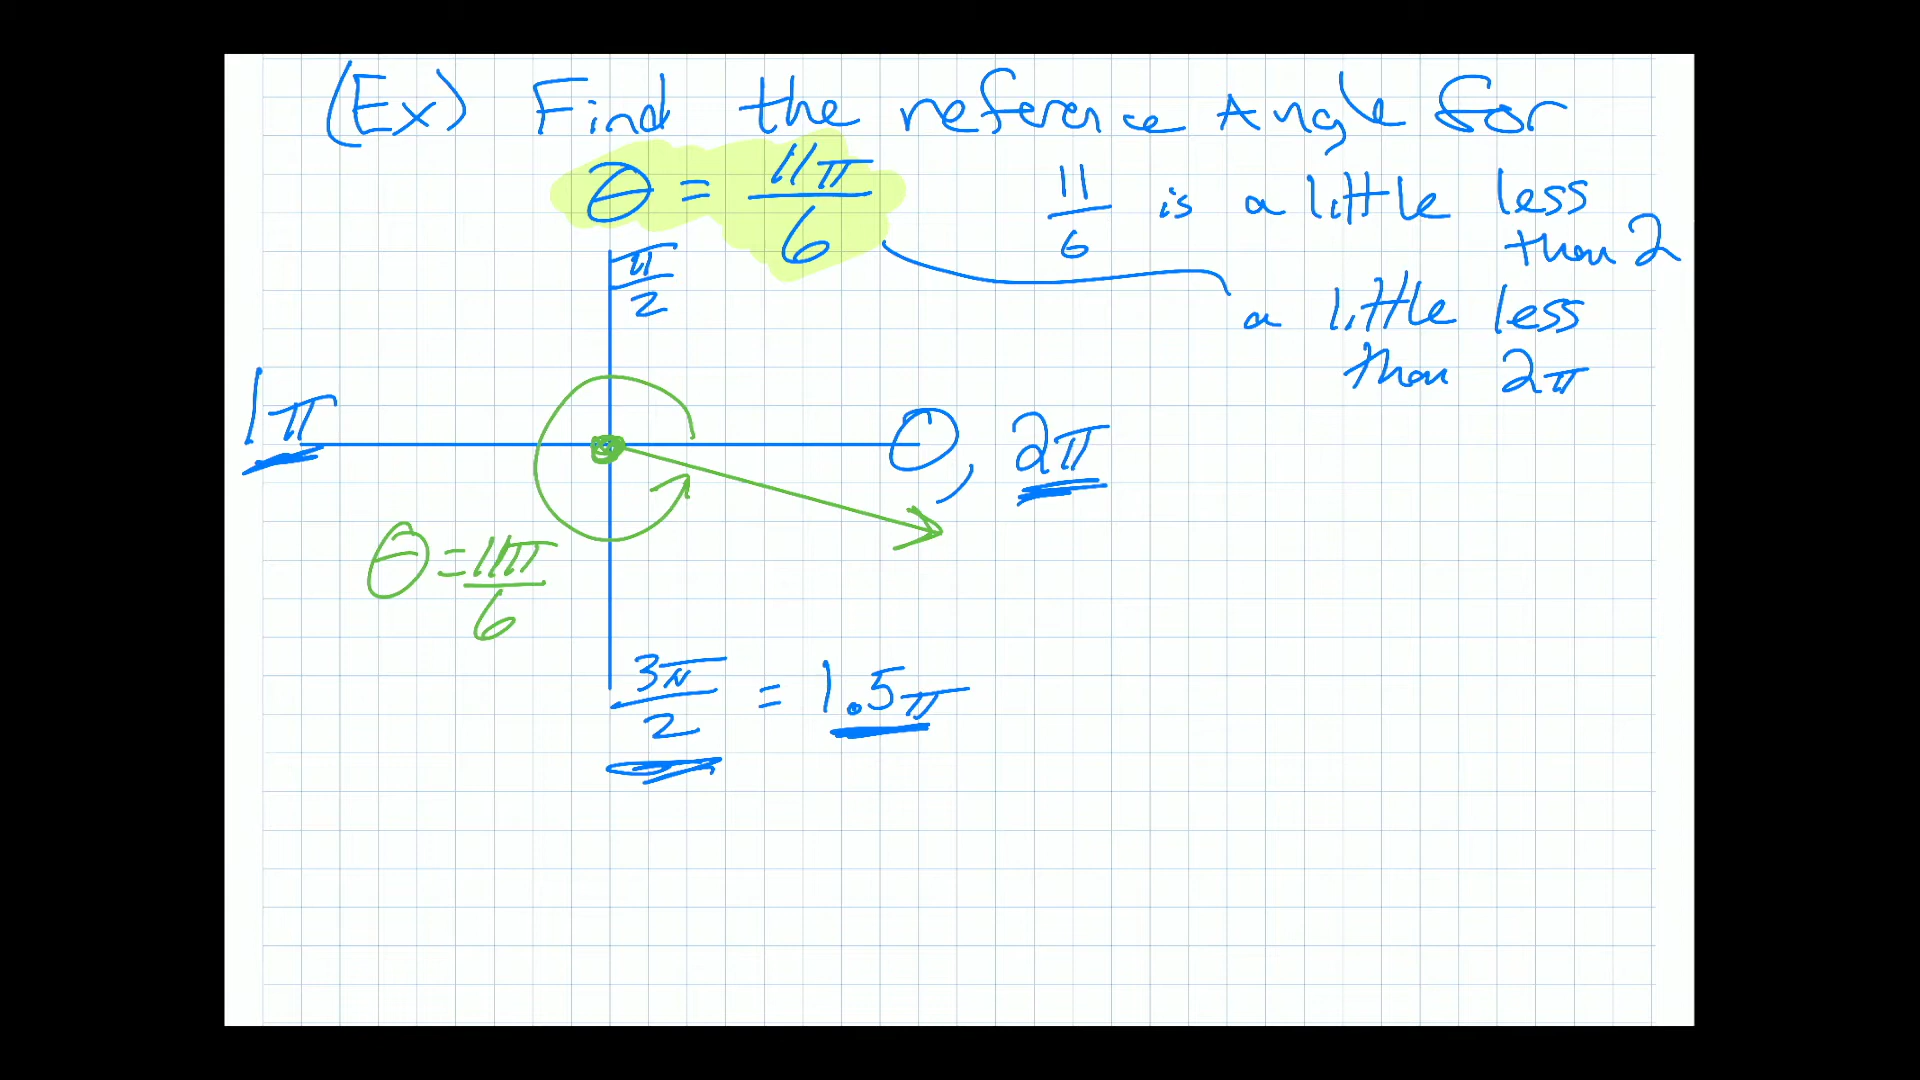 (Ex) Find the reference Angle for
θ = 11π/6
11/6 is a little less than 2
a little less than 2π
π/2
1π
0, 2π
θ = 11π/6
3π/2 = 1.5π